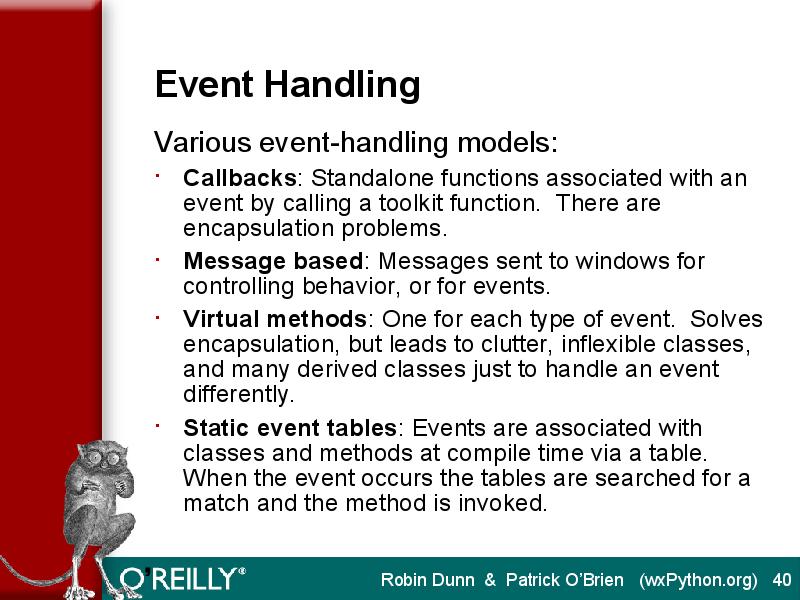 Event Handling
Various event-handling models:
· Callbacks: Standalone functions associated with an
event by calling a toolkit function.  There are
encapsulation problems.
· Message based: Messages sent to windows for
controlling behavior, or for events.
· Virtual methods: One for each type of event.  Solves
encapsulation, but leads to clutter, inflexible classes,
and many derived classes just to handle an event
differently.
· Static event tables: Events are associated with
classes and methods at compile time via a table.
When the event occurs the tables are searched for a
match and the method is invoked.
O'REILLY®
Robin Dunn & Patrick O'Brien (wxPython.org) 40